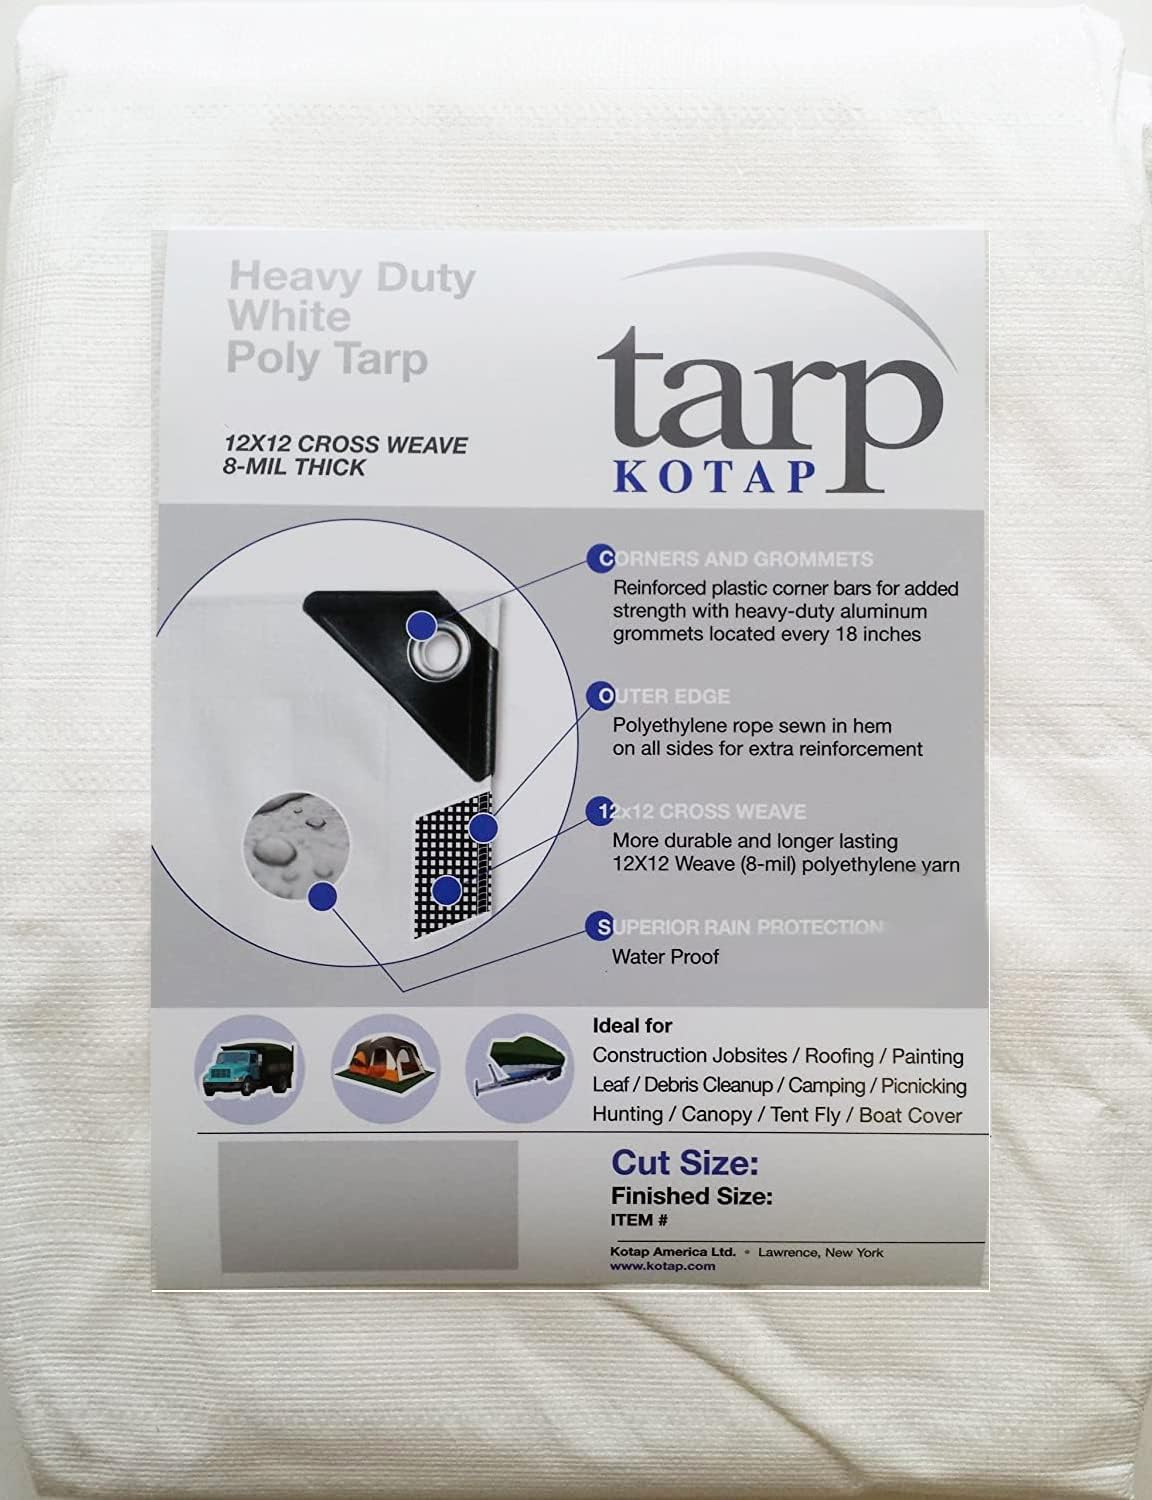 Heavy Duty
White
Poly Tarp
12X12 CROSS WEAVE
8-MIL THICK
tarp
KOTAP
CORNERS AND GROMMETS
Reinforced plastic corner bars for added
strength with heavy-duty aluminum
grommets located every 18 inches
OUTER EDGE
Polyethylene rope sewn in hem
on all sides for extra reinforcement
12x12 CROSS WEAVE
More durable and longer lasting
12X12 Weave (8-mil) polyethylene yarn
SUPERIOR RAIN PROTECTION
Water Proof
Ideal for
Construction Jobsites / Roofing / Painting
Leaf / Debris Cleanup / Camping / Picnicking
Hunting / Canopy / Tent Fly / Boat Cover
Cut Size:
Finished Size:
ITEM #
Kotap America Ltd. • Lawrence, New York
www.kotap.com